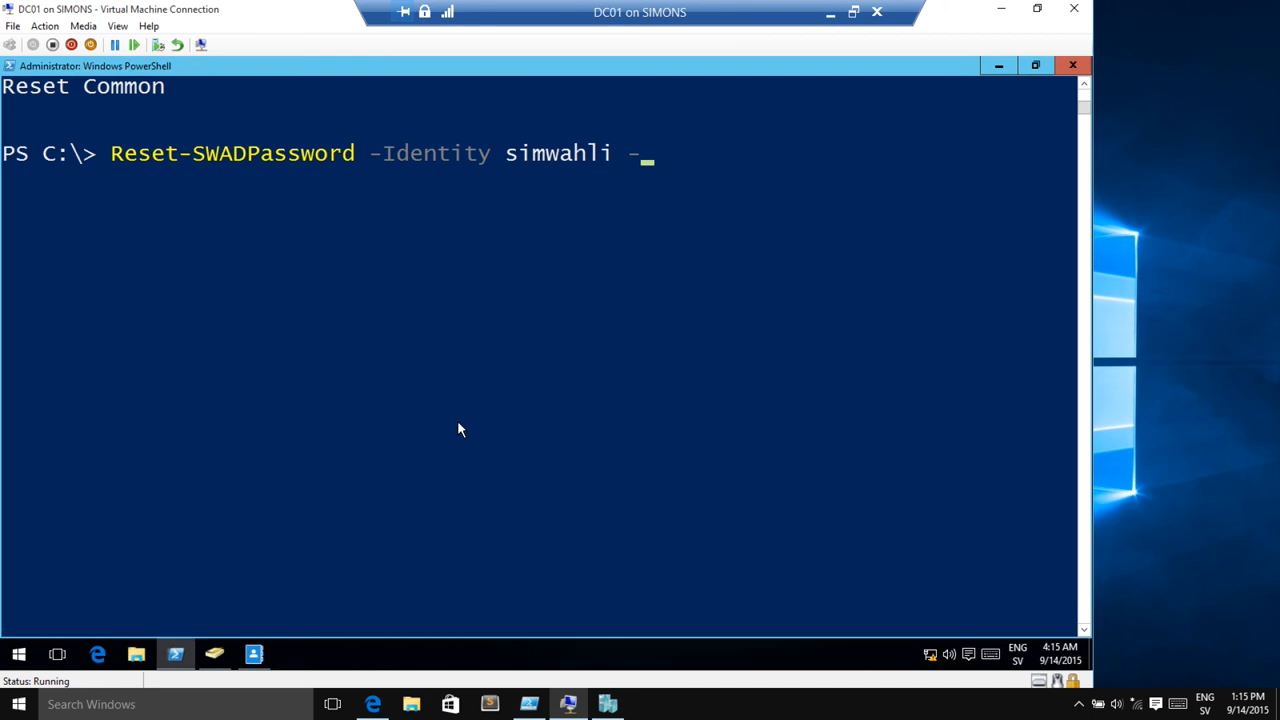 DC01 on SIMONS - Virtual Machine Connection
DC01 on SIMONS
File Action Media View Help
Administrator: Windows PowerShell
Reset Common
PS C:\> Reset-SWADPassword -Identity simwahli -_
ENG
SV
4:15 AM
9/14/2015
Status: Running
Search Windows
ENG
SV
1:15 PM
9/14/2015